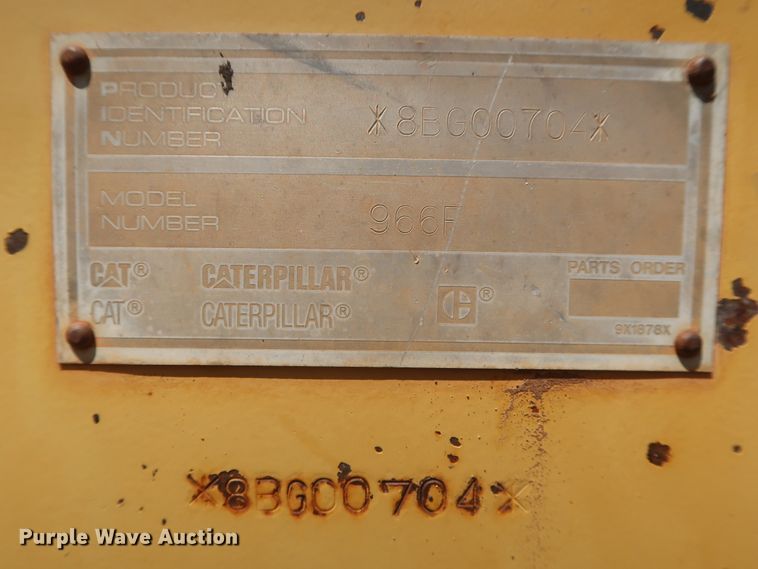 PRODUCT
IDENTIFICATION
NUMBER
*8BG00704*
MODEL
NUMBER
966F
CAT® CATERPILLAR®
CAT® CATERPILLAR® C®
PARTS ORDER
9X1878X
*8BG00704*
Purple Wave Auction